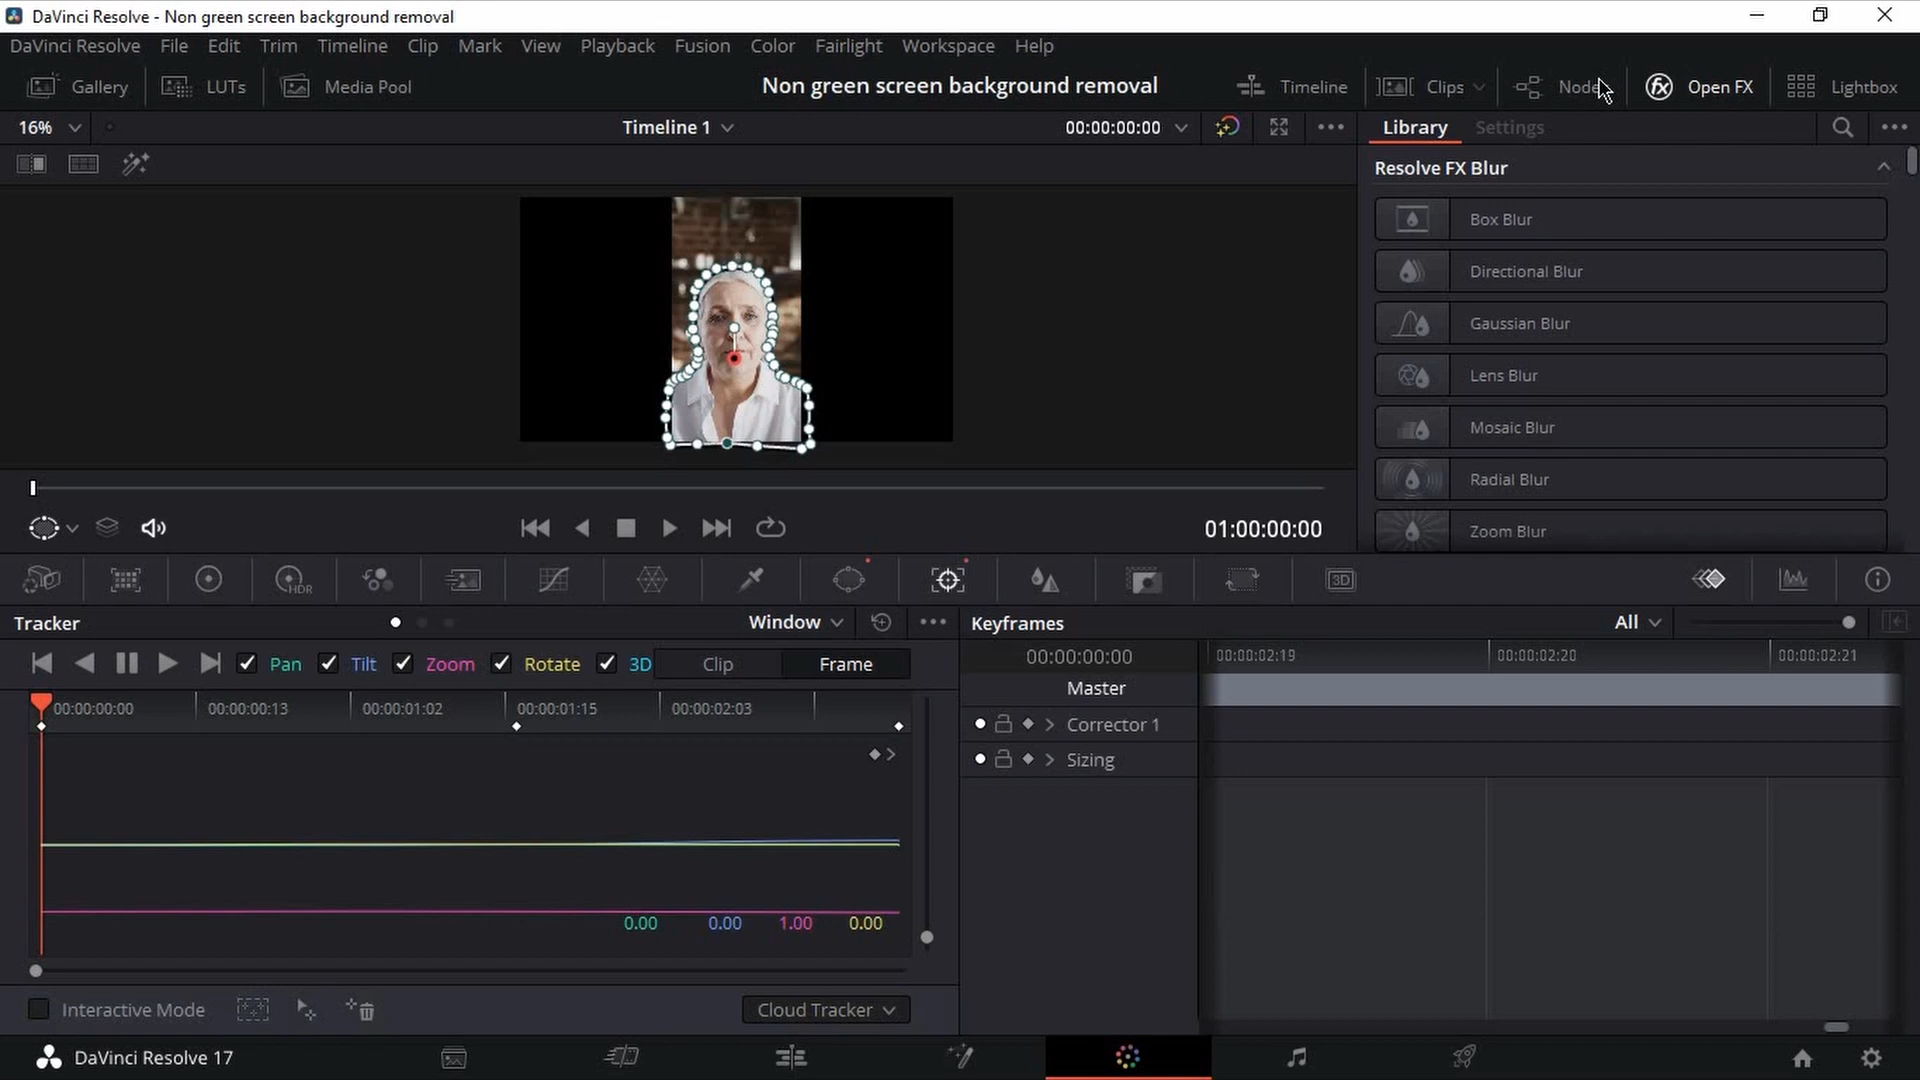 DaVinci Resolve - Non green screen background removal
DaVinci Resolve File Edit Trim Timeline Clip Mark View Playback Fusion Color Fairlight Workspace Help
Gallery LUTs Media Pool Non green screen background removal Timeline Clips Nodes Open FX Lightbox
16% Timeline 1 00:00:00:00 Library Settings
Resolve FX Blur
Box Blur
Directional Blur
Gaussian Blur
Lens Blur
Mosaic Blur
Radial Blur
Zoom Blur
01:00:00:00
HDR 3D
Tracker Window Keyframes All
Pan Tilt Zoom Rotate 3D Clip Frame
00:00:00:00 00:00:02:19 00:00:02:20 00:00:02:21
Master
00:00:00:00 00:00:00:13 00:00:01:02 00:00:01:15 00:00:02:03
Corrector 1
Sizing
0.00 0.00 1.00 0.00
Interactive Mode Cloud Tracker
DaVinci Resolve 17